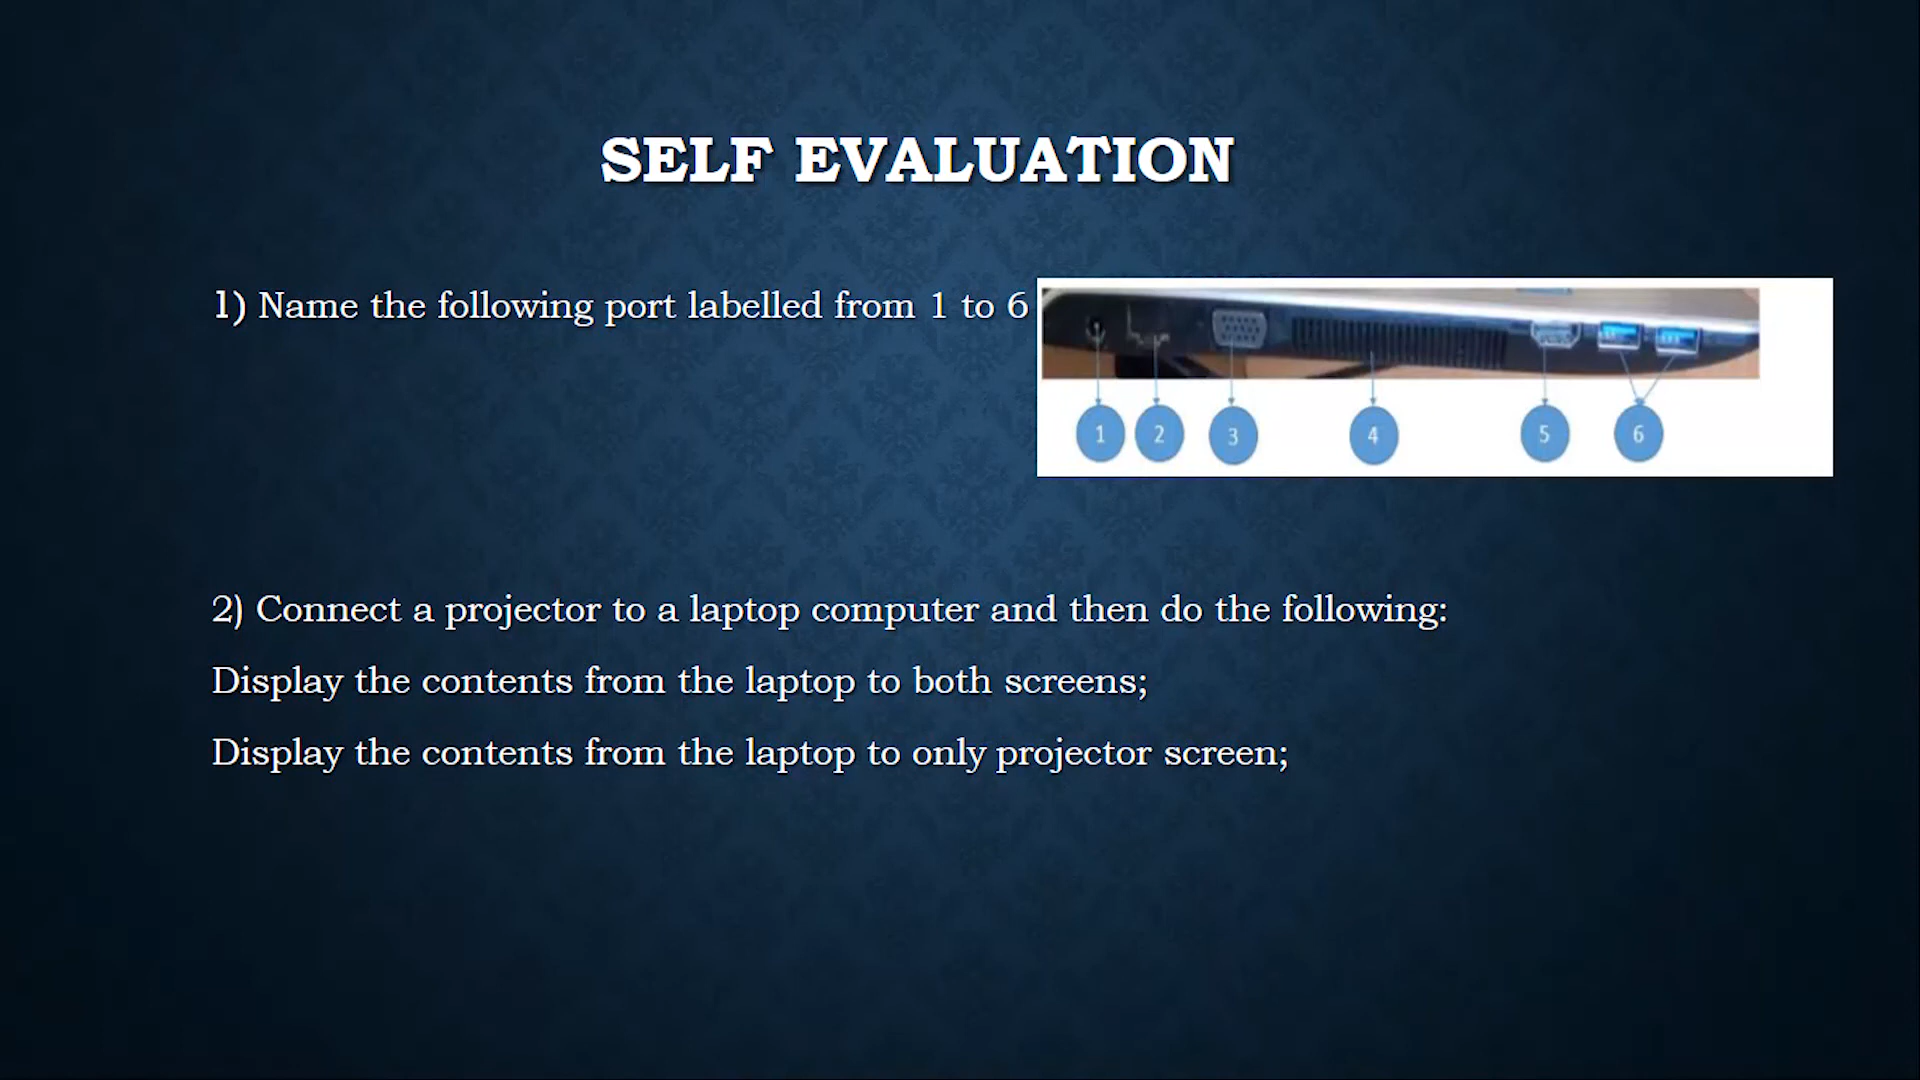 SELF EVALUATION
1) Name the following port labelled from 1 to 6
1 2 3 4 5 6
2) Connect a projector to a laptop computer and then do the following:
Display the contents from the laptop to both screens;
Display the contents from the laptop to only projector screen;